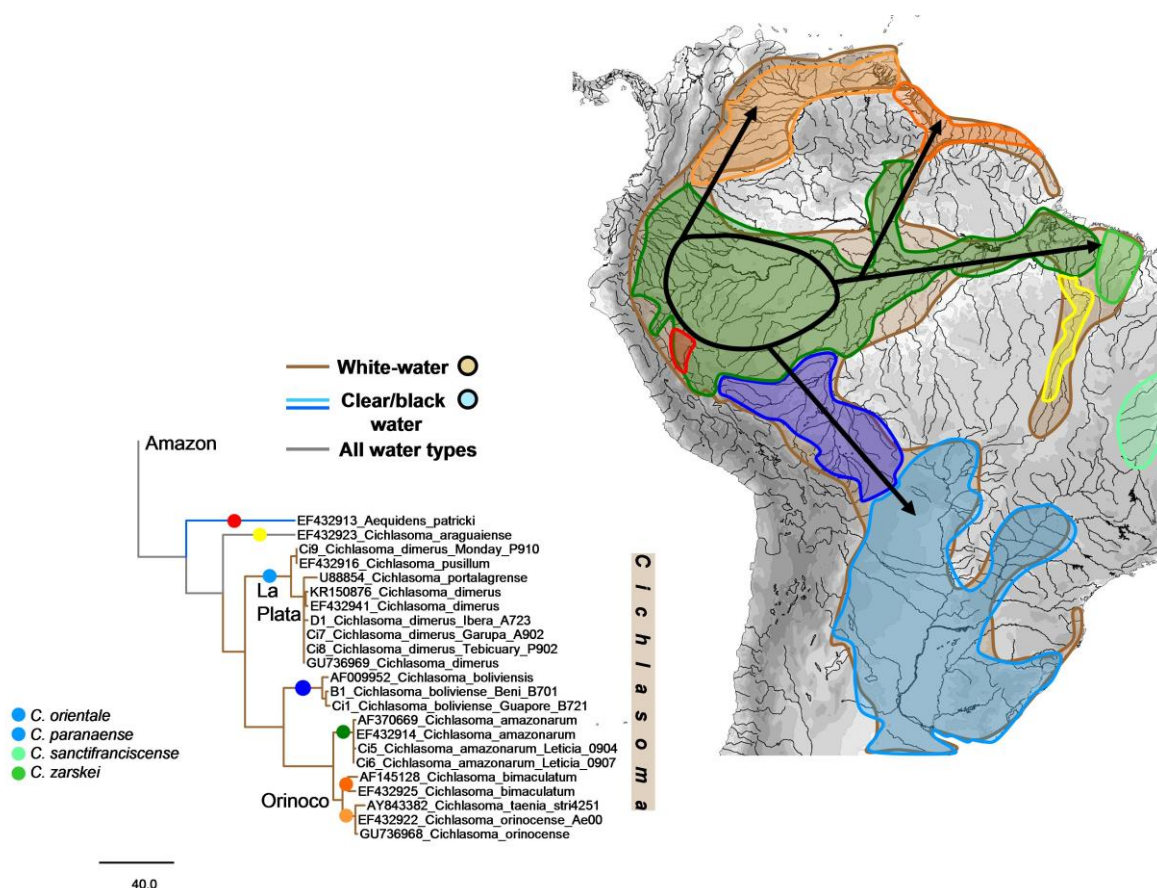 White-water
Clear/black
water
All water types
Amazon
EF432913_Aequidens_patricki
EF432923_Cichlasoma_araguaiense
Ci9_Cichlasoma_dimerus_Monday_P910
EF432916_Cichlasoma_pusillum
U88854_Cichlasoma_portalagrense
KR150876_Cichlasoma_dimerus
EF432941_Cichlasoma_dimerus
D1_Cichlasoma_dimerus_Ibera_A723
Ci7_Cichlasoma_dimerus_Garupa_A902
Ci8_Cichlasoma_dimerus_Tebicuary_P902
GU736969_Cichlasoma_dimerus
AF009952_Cichlasoma_boliviensis
B1_Cichlasoma_boliviense_Beni_B701
Ci1_Cichlasoma_boliviense_Guapore_B721
AF370669_Cichlasoma_amazonarum
EF432914_Cichlasoma_amazonarum
Ci5_Cichlasoma_amazonarum_Leticia_0904
Ci6_Cichlasoma_amazonarum_Leticia_0907
AF145128_Cichlasoma_bimaculatum
EF432925_Cichlasoma_bimaculatum
AY843382_Cichlasoma_taenia_stri4251
EF432922_Cichlasoma_orinocense_Ae00
GU736968_Cichlasoma_orinocense
La
Plata
Orinoco
Cichlasoma
C. orientale
C. paranaense
C. sanctifranciscense
C. zarskei
40.0